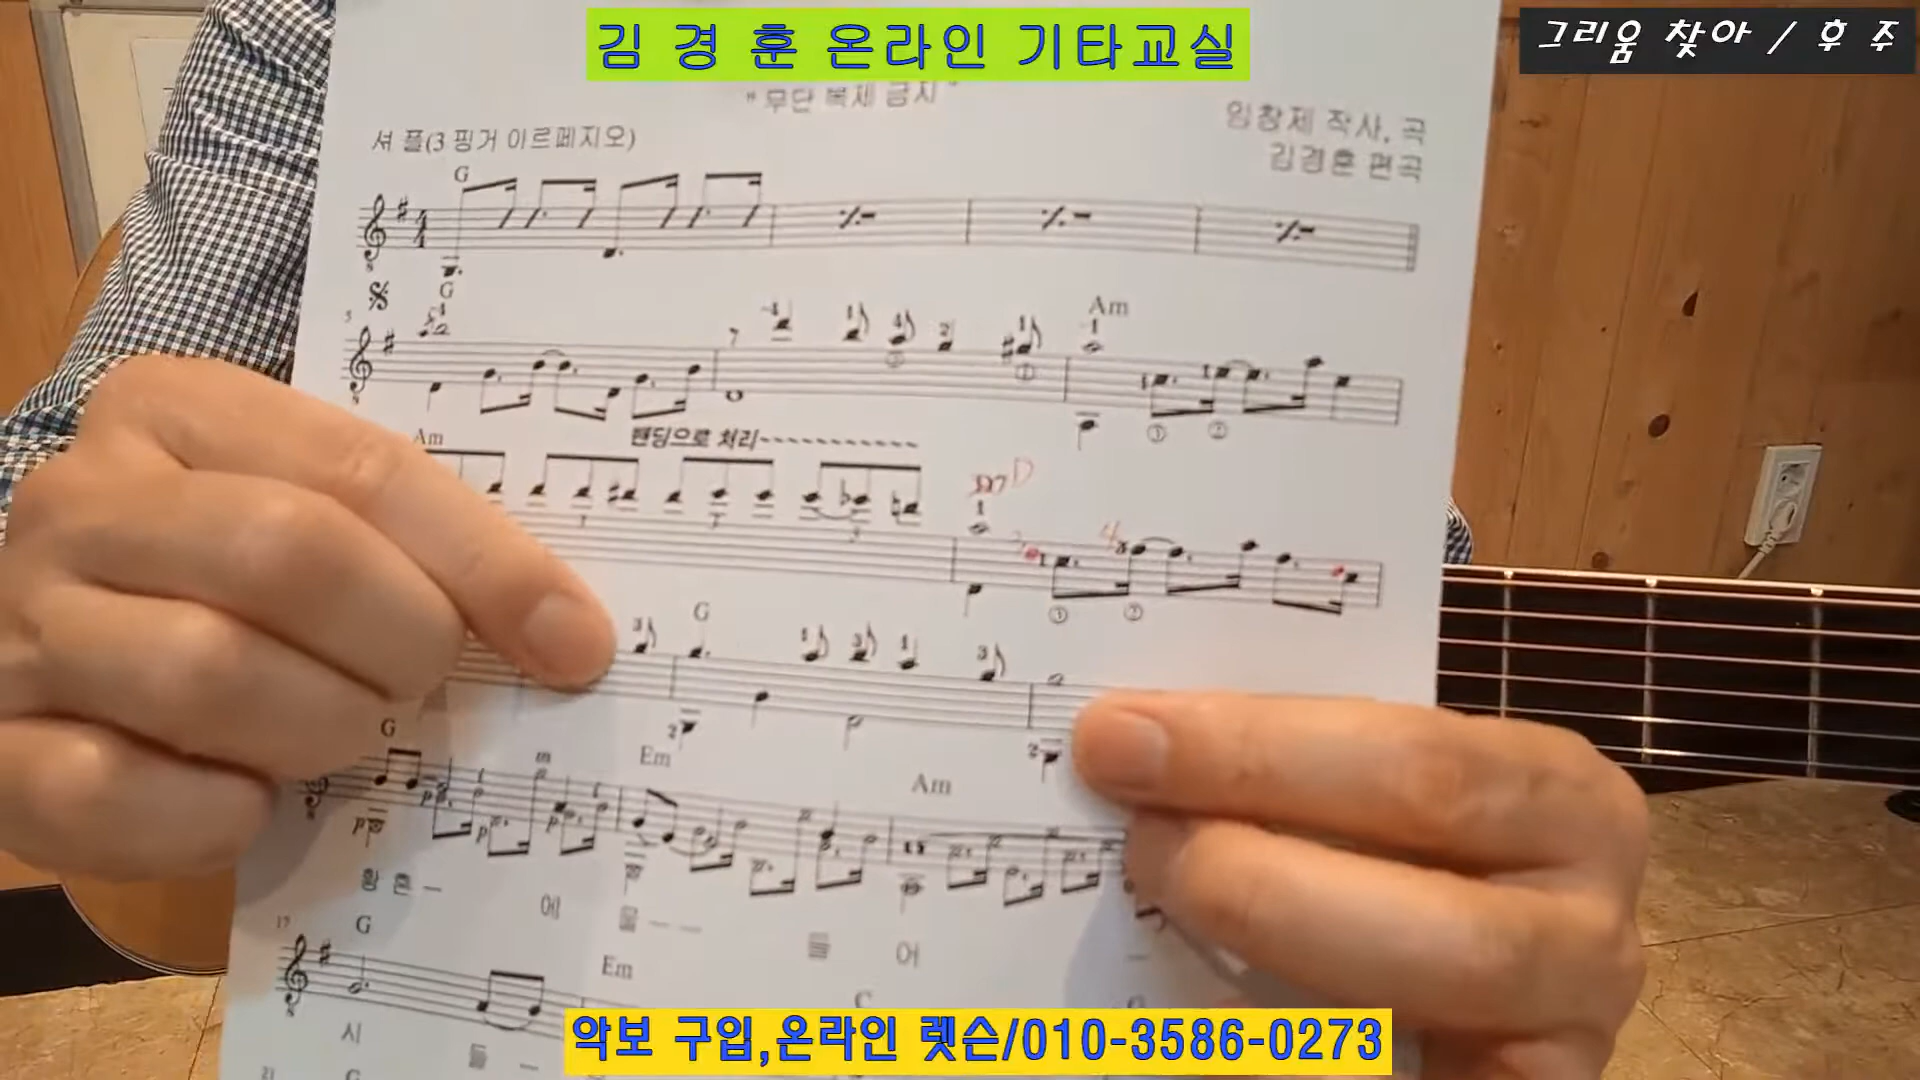 김 경 훈 온라인 기타교실
그리움 찾아 / 후 주
" 무단 복제 금지 "
임창제 작사, 곡
김경훈 편곡
셔 플(3 핑거 아르페지오)
G
G
Am
Am
밴딩으로 처리
D7 D
G
G
m
Em
Am
황 혼 –
에
물 – –
들
어
17
G
Em
C
G
시
들 –
21
G
악보 구입,온라인 렛슨/010-3586-0273